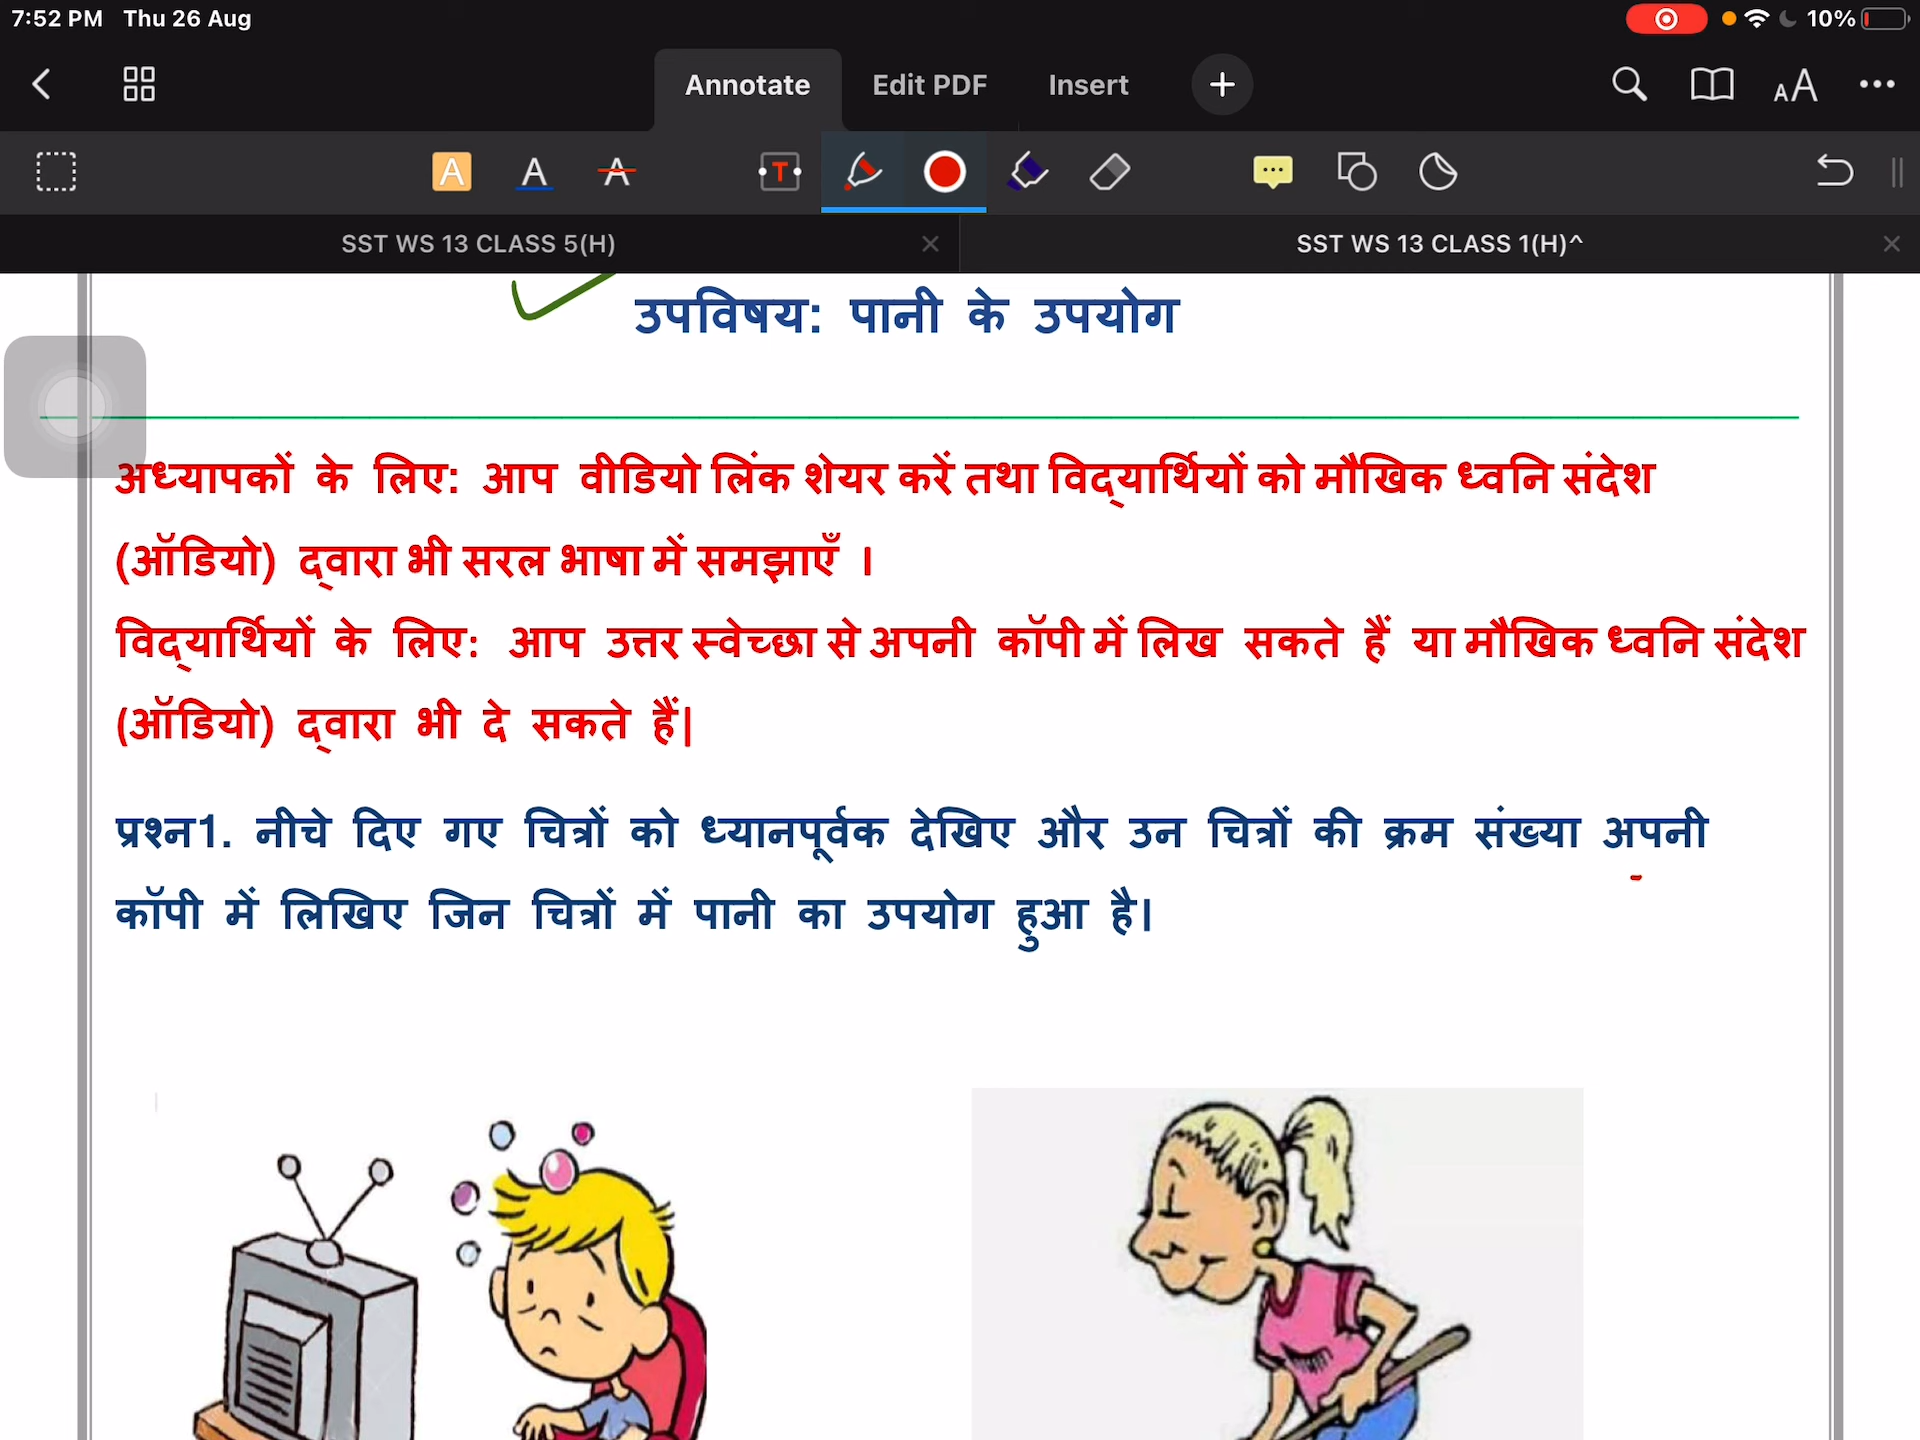 7:52 PM Thu 26 Aug 10%
Annotate Edit PDF Insert
SST WS 13 CLASS 5(H) SST WS 13 CLASS 1(H)^
उपविषय: पानी के उपयोग
अध्यापकों के लिए: आप वीडियो लिंक शेयर करें तथा विद्यार्थियों को मौखिक ध्वनि संदेश
(ऑडियो) द्वारा भी सरल भाषा में समझाएँ ।
विद्यार्थियों के लिए: आप उत्तर स्वेच्छा से अपनी कॉपी में लिख सकते हैं या मौखिक ध्वनि संदेश
(ऑडियो) द्वारा भी दे सकते हैं|
प्रश्न1. नीचे दिए गए चित्रों को ध्यानपूर्वक देखिए और उन चित्रों की क्रम संख्या अपनी
कॉपी में लिखिए जिन चित्रों में पानी का उपयोग हुआ है।